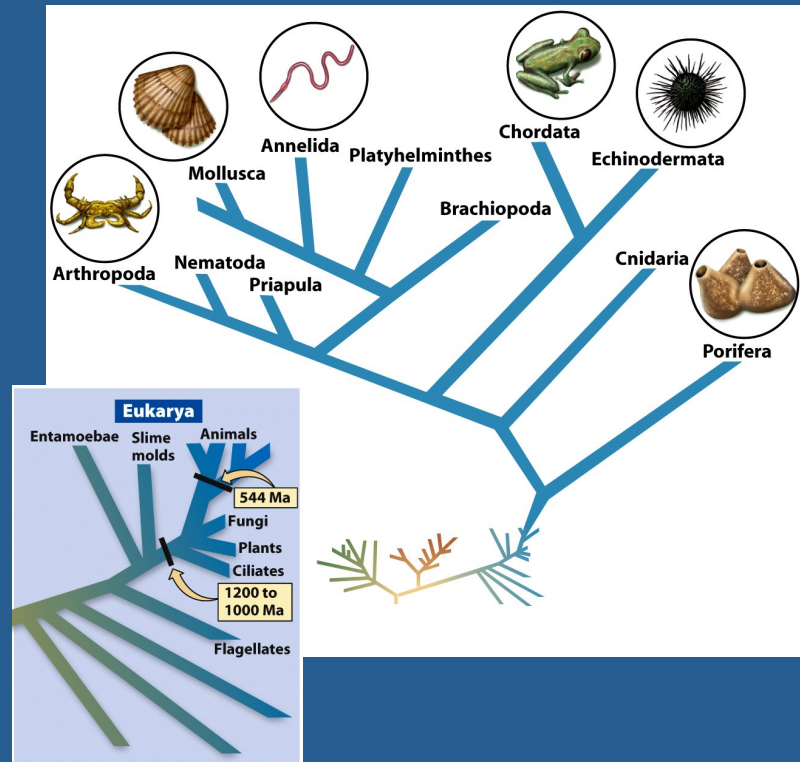 Chordata
Annelida
Platyhelminthes
Echinodermata
Mollusca
Brachiopoda
Cnidaria
Nematoda
Arthropoda
Priapula
Porifera
Eukarya
Entamoebae
Slime
molds
Animals
544 Ma
Fungi
Plants
Ciliates
1200 to
1000 Ma
Flagellates